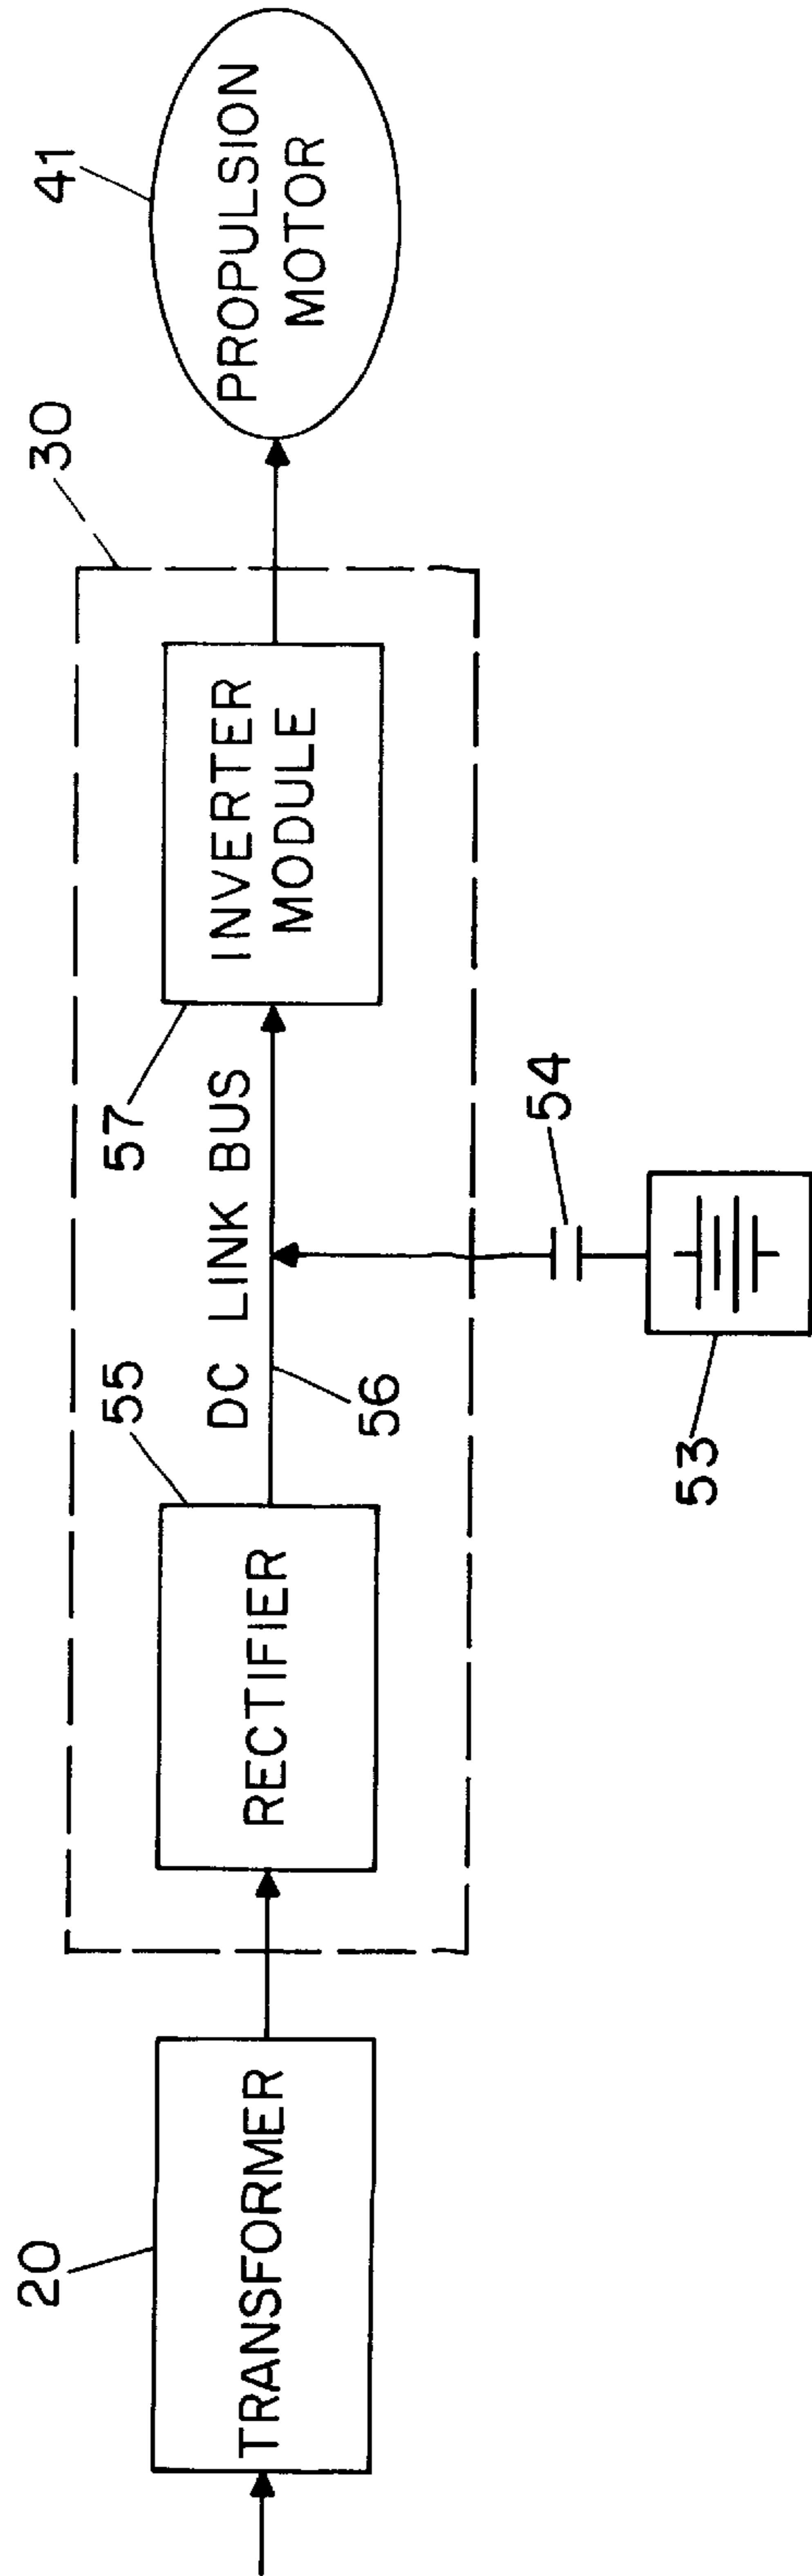 20
TRANSFORMER
55
RECTIFIER
DC LINK BUS
56
57
INVERTER
MODULE
30
41
PROPULSION
MOTOR
54
53